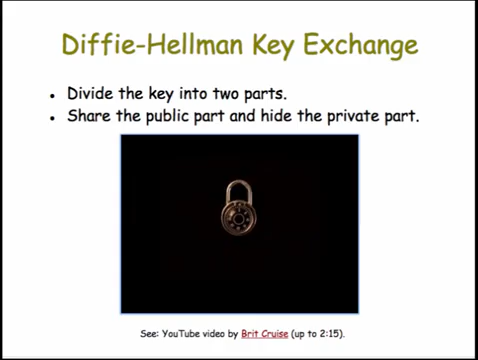 Diffie-Hellman Key Exchange
• Divide the key into two parts.
• Share the public part and hide the private part.
See: YouTube video by Brit Cruise (up to 2:15).